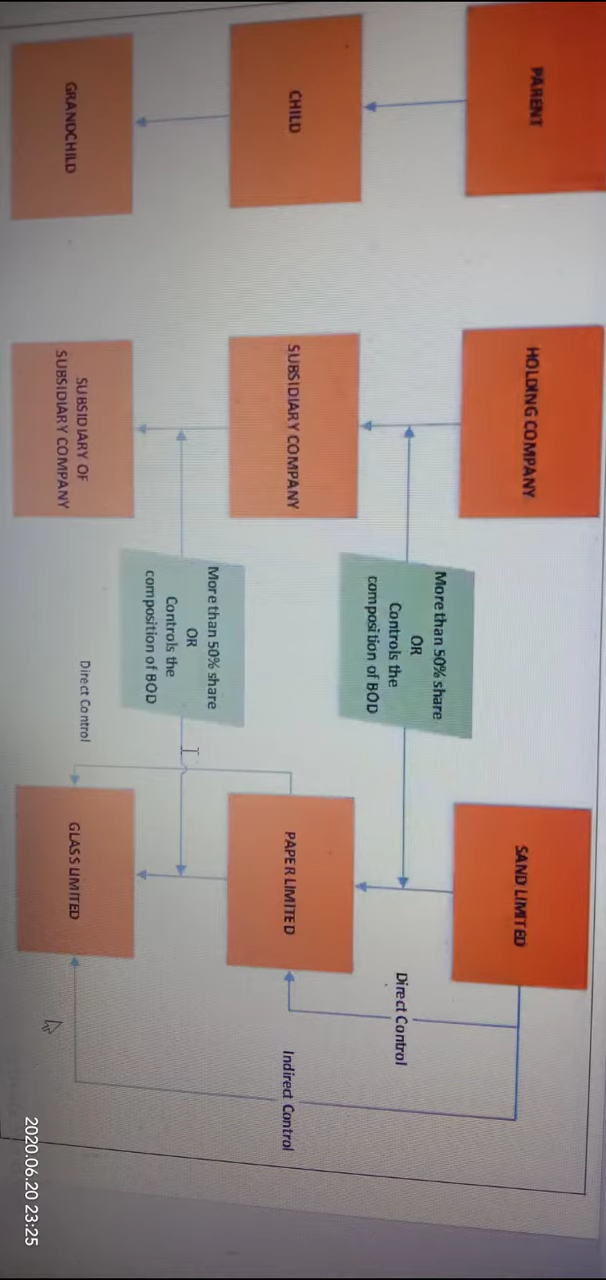 PARENT
HOLDING COMPANY
SAND LIMITED
More than 50% share
OR
Controls the
composition of BOD
Direct Control
CHILD
SUBSIDIARY COMPANY
PAPER LIMITED
Indirect Control
More than 50% share
OR
Controls the
composition of BOD
Direct Control
GRANDCHILD
SUBSIDIARY OF
SUBSIDIARY COMPANY
GLASS LIMITED
2020.06.20 23:25